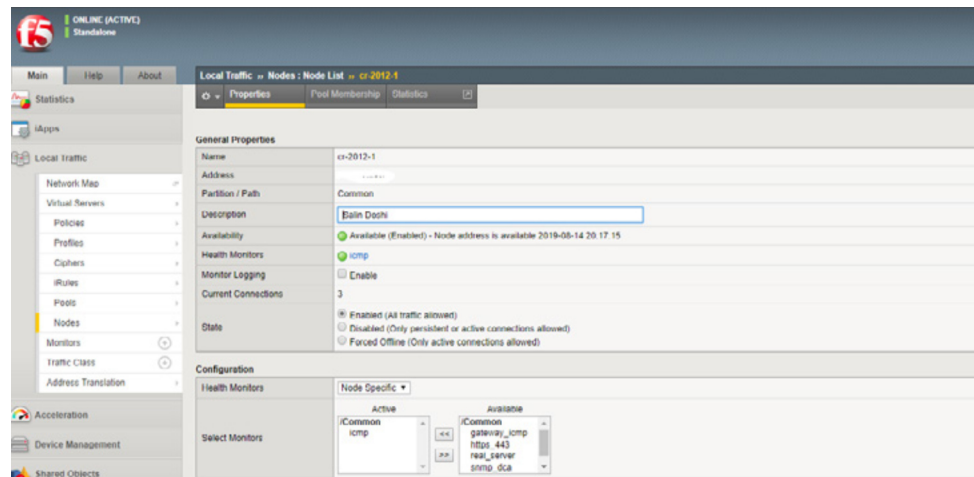 f5
ONLINE (ACTIVE)
Standalone
Main Help About
Local Traffic » Nodes : Node List » cr-2012-1
Properties Pool Membership Statistics
Statistics
iApps
Local Traffic
Network Map
Virtual Servers
Policies
Profiles
Ciphers
iRules
Pools
Nodes
Monitors
Traffic Class
Address Translation
Acceleration
Device Management
Shared Objects
General Properties
Name cr-2012-1
Address
Partition / Path Common
Description Balin Doshi
Availability Available (Enabled) - Node address is available 2019-08-14 20:17:15
Health Monitors icmp
Monitor Logging Enable
Current Connections 3
State
Enabled (All traffic allowed)
Disabled (Only persistent or active connections allowed)
Forced Offline (Only active connections allowed)
Configuration
Health Monitors Node Specific
Select Monitors
Active Available
/Common /Common
icmp gateway_icmp
<< https_443
>> real_server
snmp_dca